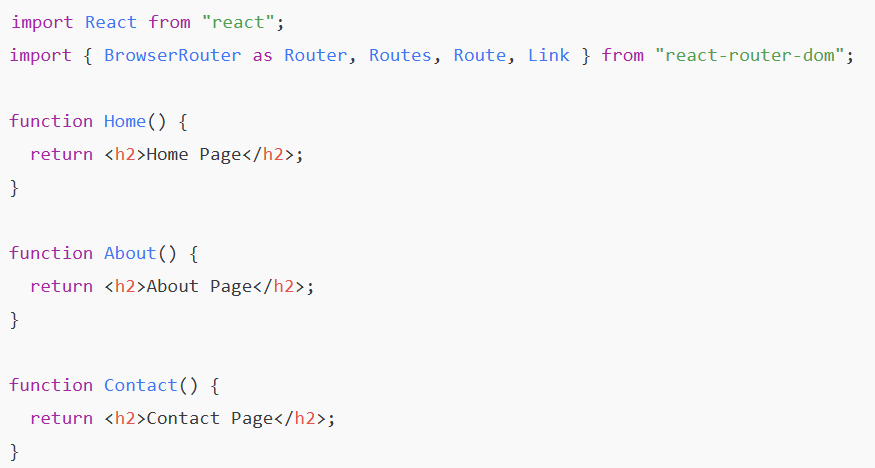 import React from "react";
import { BrowserRouter as Router, Routes, Route, Link } from "react-router-dom";

function Home() {
  return <h2>Home Page</h2>;
}

function About() {
  return <h2>About Page</h2>;
}

function Contact() {
  return <h2>Contact Page</h2>;
}